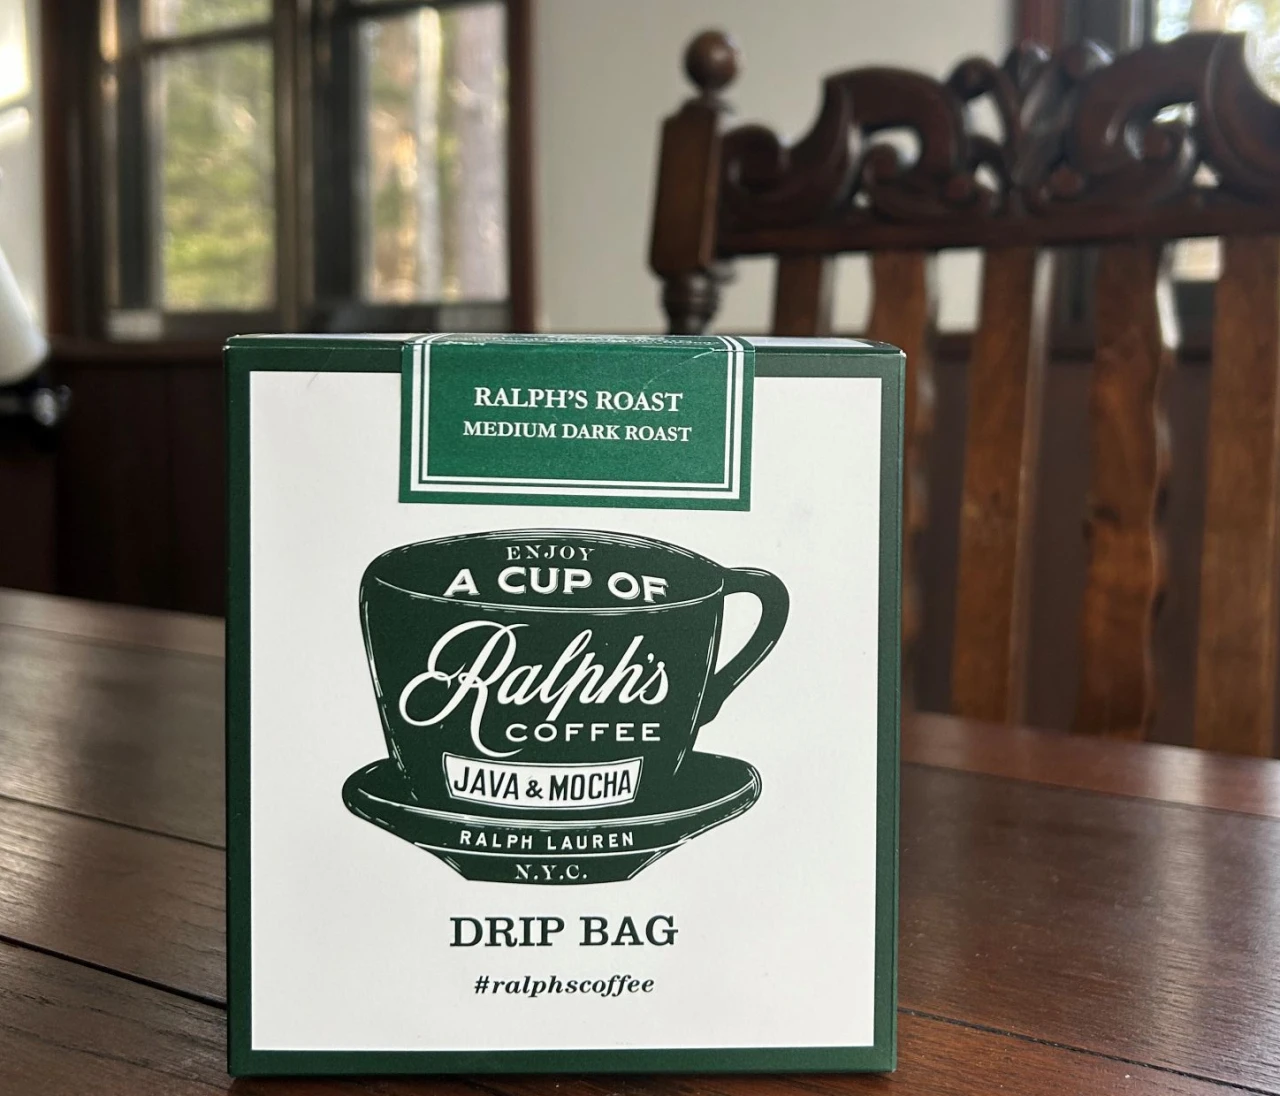 RALPH'S ROAST
MEDIUM DARK ROAST
ENJOY
A CUP OF
Ralph's
COFFEE
JAVA & MOCHA
RALPH LAUREN
N.Y.C.
DRIP BAG
#ralphscoffee